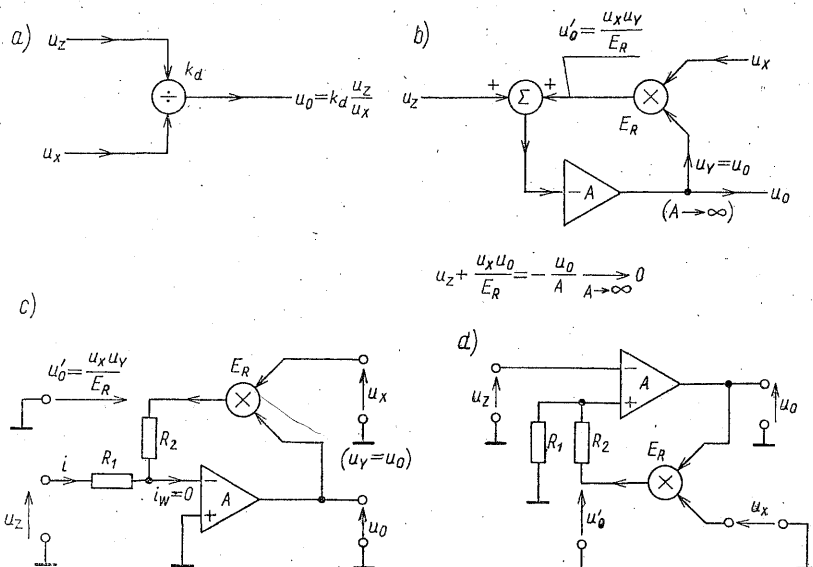 a)
u_Z
k_d
÷
u_0=k_d u_Z/u_X
u_X
b)
u'_0=u_X u_Y/E_R
u_X
u_Z
+
Σ
+
×
E_R
u_Y=u_0
-A
u_0
(A→∞)
u_Z+u_X u_0/E_R=-u_0/A →A→∞ 0
c)
u'_0=u_X u_Y/E_R
E_R
×
u_X
R_2
(u_Y=u_0)
i
R_1
i_W=0
-
A
+
u_Z
u_0
d)
u_Z
-
A
+
u_0
R_1
R_2
E_R
×
u'_0
u_X